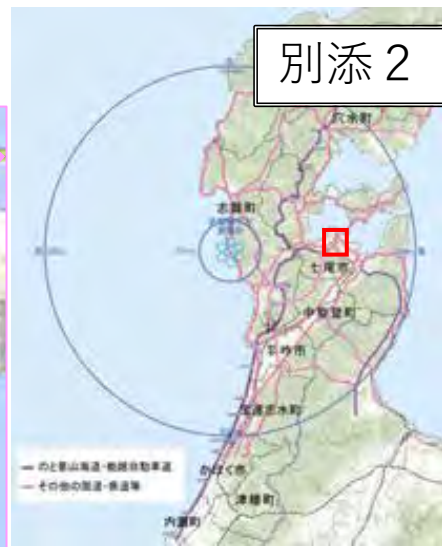 別添2
穴水町
志賀町
七尾市
中能登町
羽咋市
宝達志水町
のと里山海道・能越自動車道
その他の国道・県道等
かほく市
津幡町
内灘町